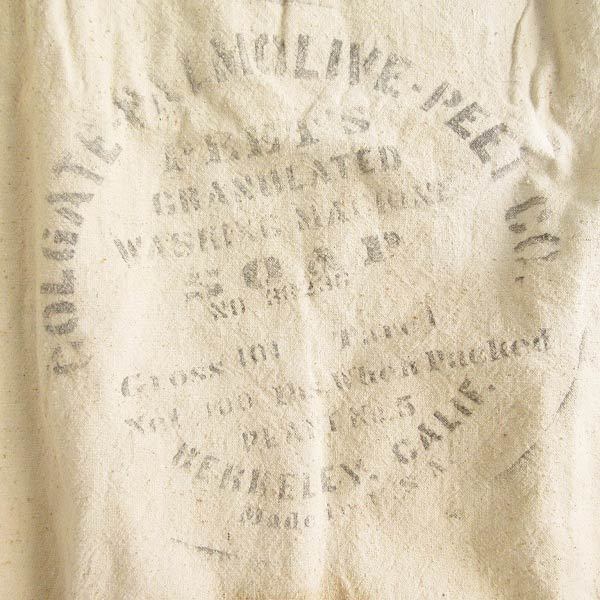 COLGATE-PALMOLIVE-PEET CO.
PEET'S
GRANULATED
WASHING MACHINE
SOAP
NO
Gross 101 Tare 1
Net 100 Lbs When Packed
PLANT No. 5
BERKELEY, CALIF.
Made in U.S.A.